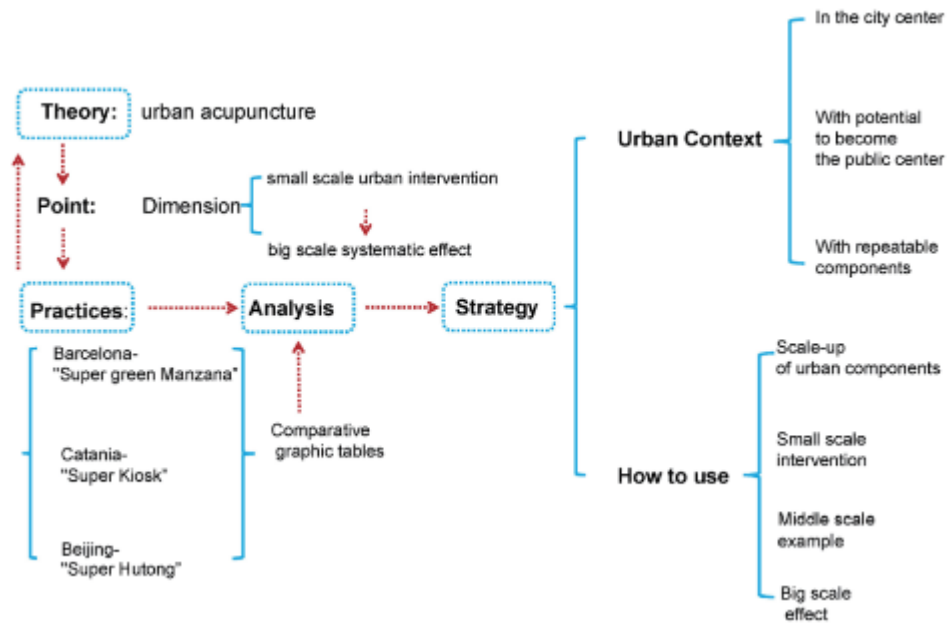 Theory: urban acupuncture
Point: Dimension
small scale urban intervention
big scale systematic effect
Practices:
Analysis
Strategy
Barcelona-
"Super green Manzana"
Catania-
"Super Kiosk"
Beijing-
"Super Hutong"
Comparative
graphic tables
Urban Context
In the city center
With potential
to become
the public center
With repeatable
components
How to use
Scale-up
of urban components
Small scale
intervention
Middle scale
example
Big scale
effect